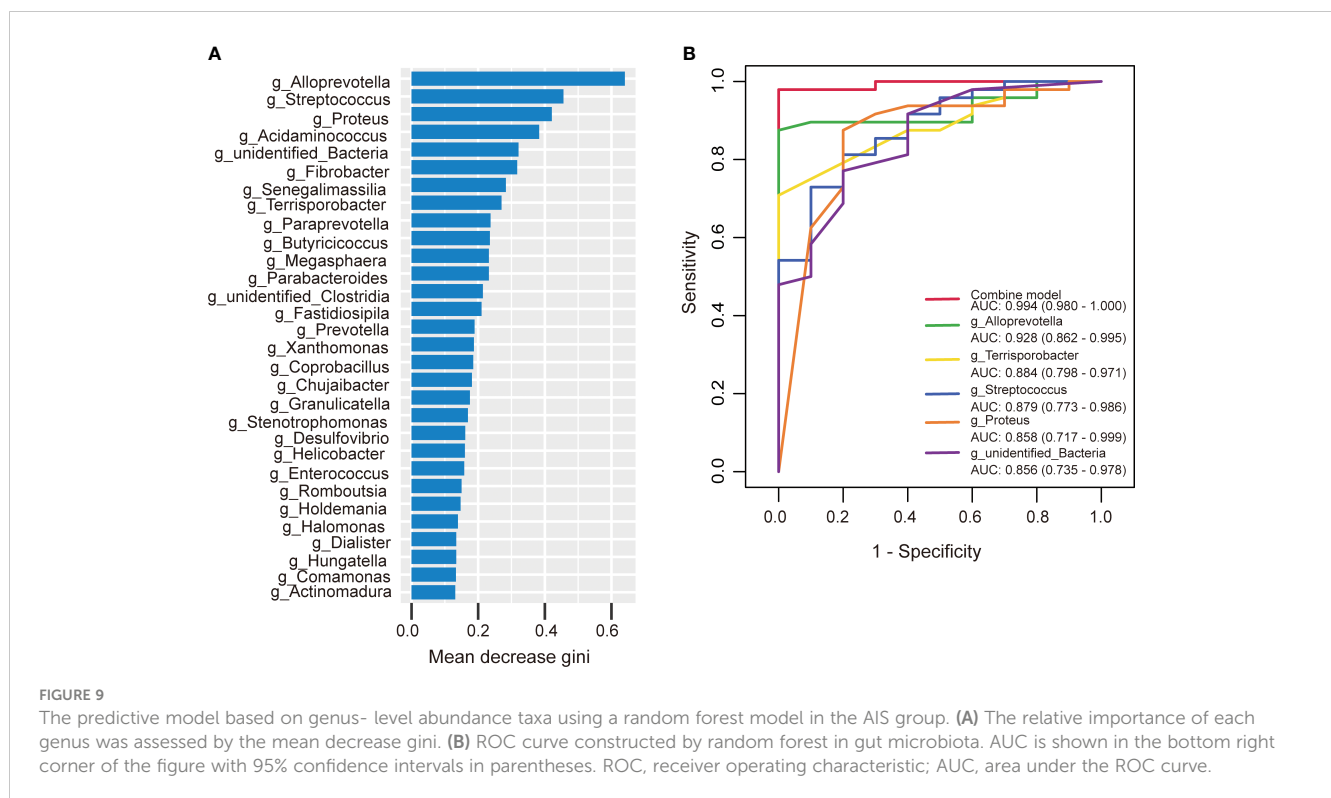 A
g_Alloprevotella
g_Streptococcus
g_Proteus
g_Acidaminococcus
g_unidentified_Bacteria
g_Fibrobacter
g_Senegalimassilia
g_Terrisporobacter
g_Paraprevotella
g_Butyricicoccus
g_Megasphaera
g_Parabacteroides
g_unidentified_Clostridia
g_Fastidiosipila
g_Prevotella
g_Xanthomonas
g_Coprobacillus
g_Chujaibacter
g_Granulicatella
g_Stenotrophomonas
g_Desulfovibrio
g_Helicobacter
g_Enterococcus
g_Romboutsia
g_Holdemania
g_Halomonas
g_Dialister
g_Hungatella
g_Comamonas
g_Actinomadura
0.0 0.2 0.4 0.6
Mean decrease gini
B
Sensitivity
1.0
0.8
0.6
0.4
0.2
0.0
Combine model
AUC: 0.994 (0.980 - 1.000)
g_Alloprevotella
AUC: 0.928 (0.862 - 0.995)
g_Terrisporobacter
AUC: 0.884 (0.798 - 0.971)
g_Streptococcus
AUC: 0.879 (0.773 - 0.986)
g_Proteus
AUC: 0.858 (0.717 - 0.999)
g_unidentified_Bacteria
AUC: 0.856 (0.735 - 0.978)
0.0 0.2 0.4 0.6 0.8 1.0
1 - Specificity
FIGURE 9
The predictive model based on genus- level abundance taxa using a random forest model in the AIS group. (A) The relative importance of each
genus was assessed by the mean decrease gini. (B) ROC curve constructed by random forest in gut microbiota. AUC is shown in the bottom right
corner of the figure with 95% confidence intervals in parentheses. ROC, receiver operating characteristic; AUC, area under the ROC curve.